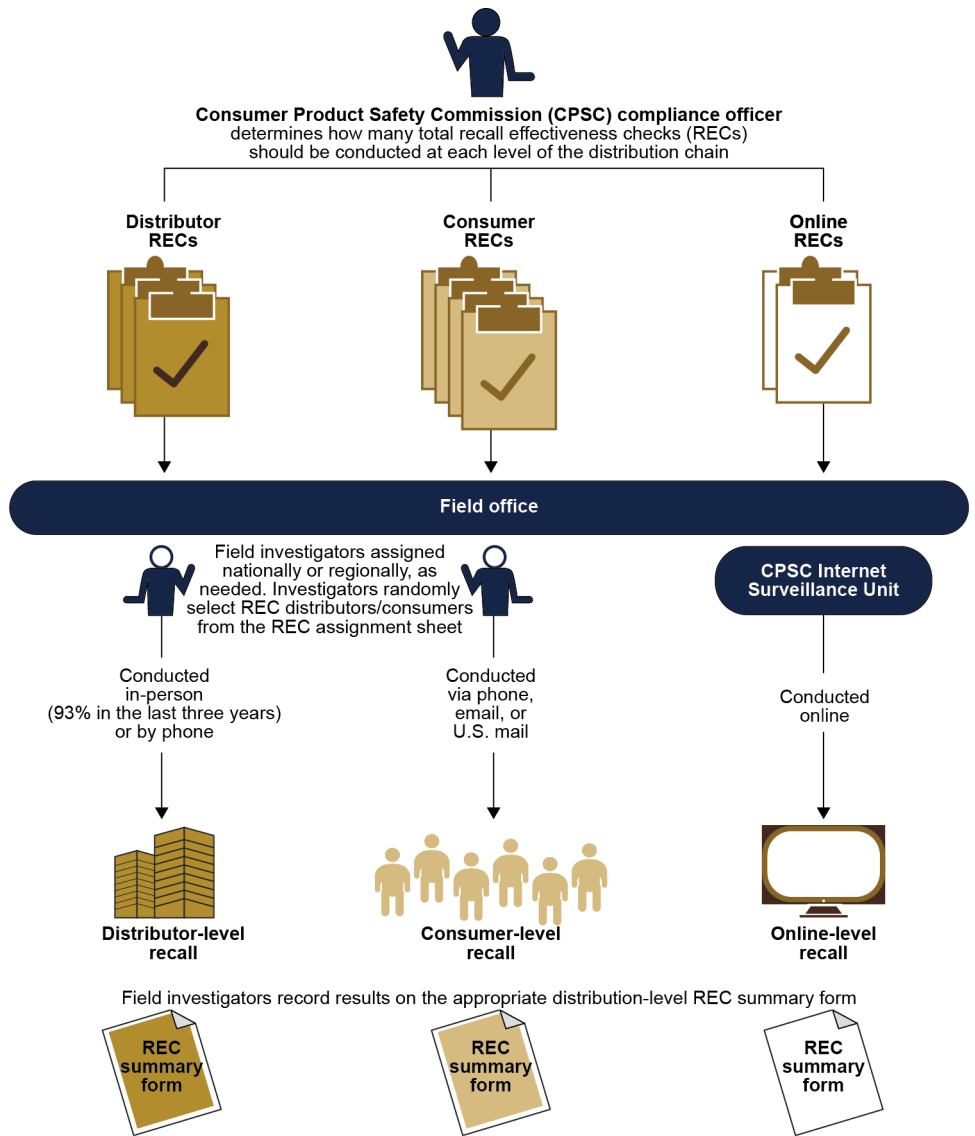 Consumer Product Safety Commission (CPSC) compliance officer
determines how many total recall effectiveness checks (RECs)
should be conducted at each level of the distribution chain
Distributor
RECs
Consumer
RECs
Online
RECs
Field office
Field investigators assigned
nationally or regionally, as
needed. Investigators randomly
select REC distributors/consumers
from the REC assignment sheet
CPSC Internet
Surveillance Unit
Conducted
in-person
(93% in the last three years)
or by phone
Conducted
via phone,
email, or
U.S. mail
Conducted
online
Distributor-level
recall
Consumer-level
recall
Online-level
recall
Field investigators record results on the appropriate distribution-level REC summary form
REC
summary
form
REC
summary
form
REC
summary
form